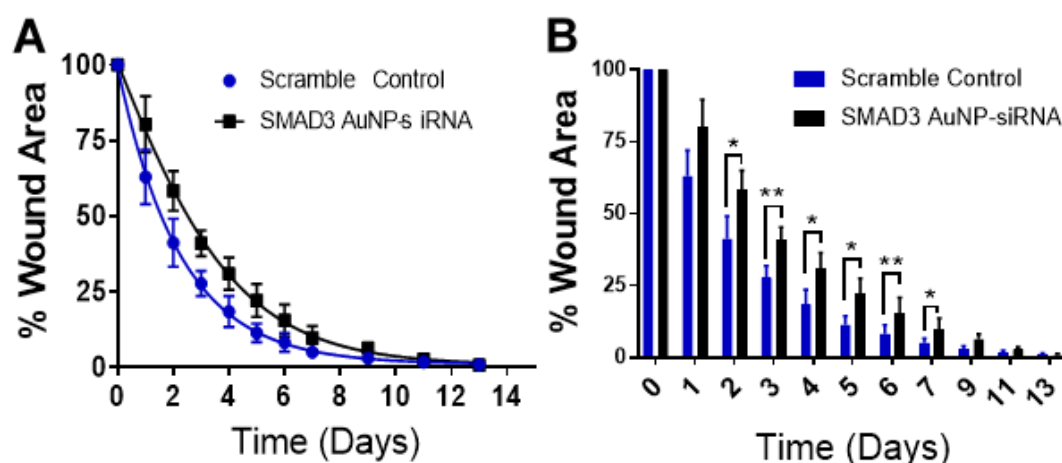 A
% Wound Area
100
75
50
25
0
0 2 4 6 8 10 12 14
Time (Days)
Scramble Control
SMAD3 AuNP-s iRNA
B
% Wound Area
100
75
50
25
0
0 1 2 3 4 5 6 7 9 11 13
Time (Days)
Scramble Control
SMAD3 AuNP-siRNA
* ** * * ** *